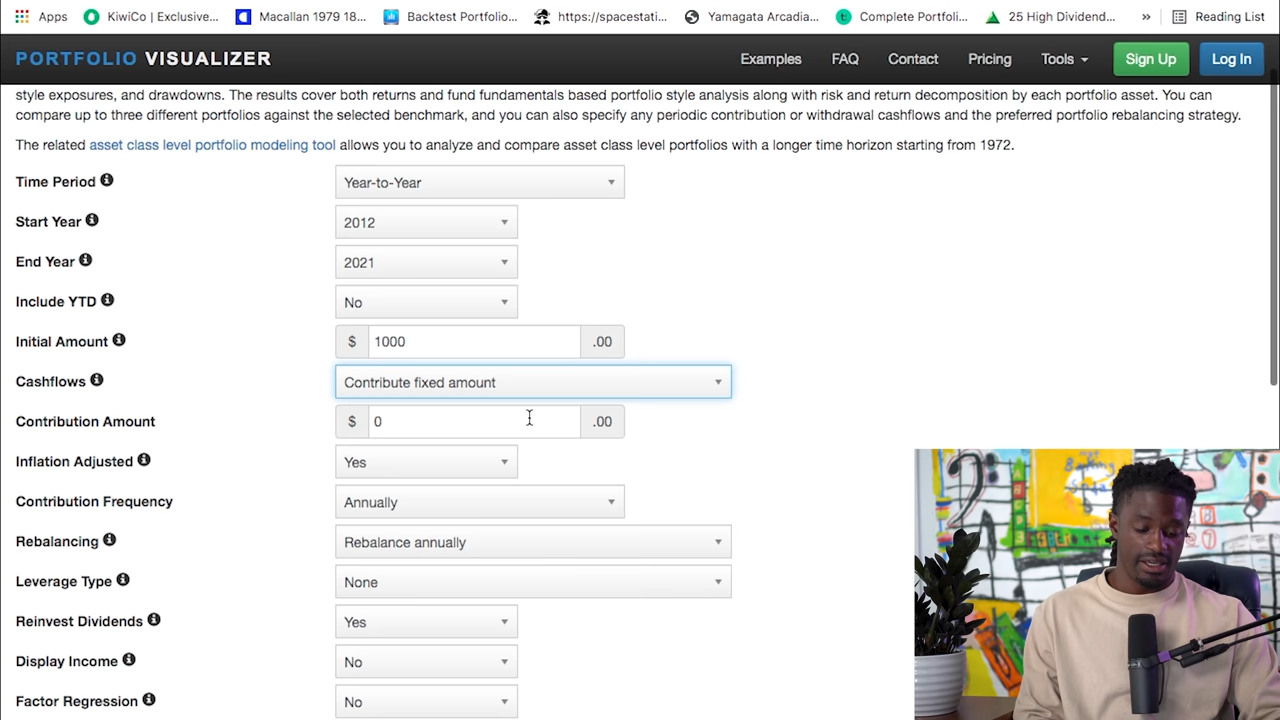 Apps KiwiCo | Exclusive... Macallan 1979 18... Backtest Portfolio... https://spacestati... Yamagata Arcadia... Complete Portfoli... 25 High Dividend... » Reading List
PORTFOLIO VISUALIZER Examples FAQ Contact Pricing Tools Sign Up Log In
style exposures, and drawdowns. The results cover both returns and fund fundamentals based portfolio style analysis along with risk and return decomposition by each portfolio asset. You can
compare up to three different portfolios against the selected benchmark, and you can also specify any periodic contribution or withdrawal cashflows and the preferred portfolio rebalancing strategy.
The related asset class level portfolio modeling tool allows you to analyze and compare asset class level portfolios with a longer time horizon starting from 1972.
Time Period Year-to-Year
Start Year 2012
End Year 2021
Include YTD No
Initial Amount $ 1000 .00
Cashflows Contribute fixed amount
Contribution Amount $ 0 .00
Inflation Adjusted Yes
Contribution Frequency Annually
Rebalancing Rebalance annually
Leverage Type None
Reinvest Dividends Yes
Display Income No
Factor Regression No